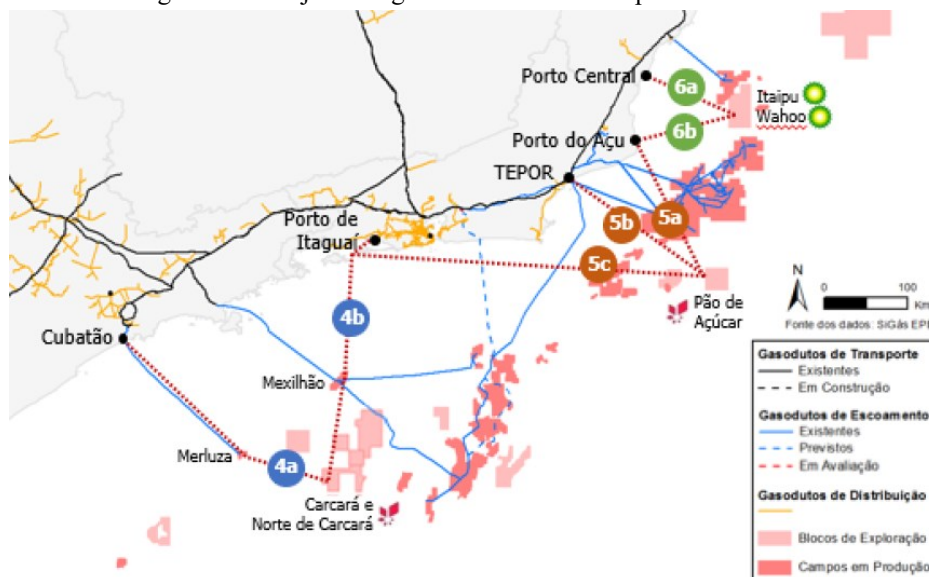 Porto Central
6a
Itaipu
Wahoo
6b
Porto do Açu
TEPOR
Porto de
Itaguaí
5b
5a
5c
4b
Pão de
Açúcar
N
0
100
Km
Fonte dos dados: SiGás EPE
Cubatão
Mexilhão
Merluza
4a
Carcará e
Norte de Carcará
Gasodutos de Transporte
Existentes
Em Construção
Gasodutos de Escoamento
Existentes
Previstos
Em Avaliação
Gasodutos de Distribuição
Blocos de Exploração
Campos em Produção